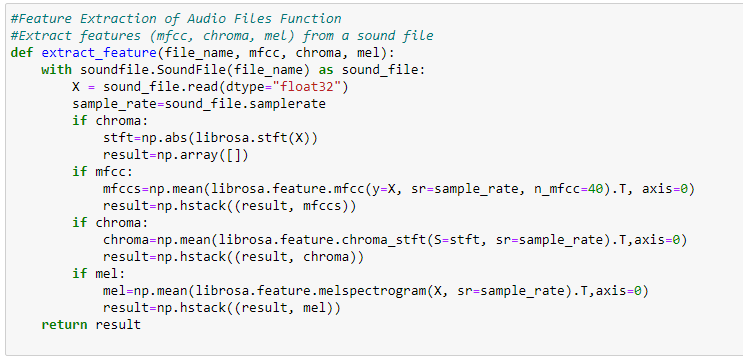 #Feature Extraction of Audio Files Function
#Extract features (mfcc, chroma, mel) from a sound file
def extract_feature(file_name, mfcc, chroma, mel):
    with soundfile.SoundFile(file_name) as sound_file:
        X = sound_file.read(dtype="float32")
        sample_rate=sound_file.samplerate
        if chroma:
            stft=np.abs(librosa.stft(X))
            result=np.array([])
        if mfcc:
            mfccs=np.mean(librosa.feature.mfcc(y=X, sr=sample_rate, n_mfcc=40).T, axis=0)
            result=np.hstack((result, mfccs))
        if chroma:
            chroma=np.mean(librosa.feature.chroma_stft(S=stft, sr=sample_rate).T,axis=0)
            result=np.hstack((result, chroma))
        if mel:
            mel=np.mean(librosa.feature.melspectrogram(X, sr=sample_rate).T,axis=0)
            result=np.hstack((result, mel))
    return result